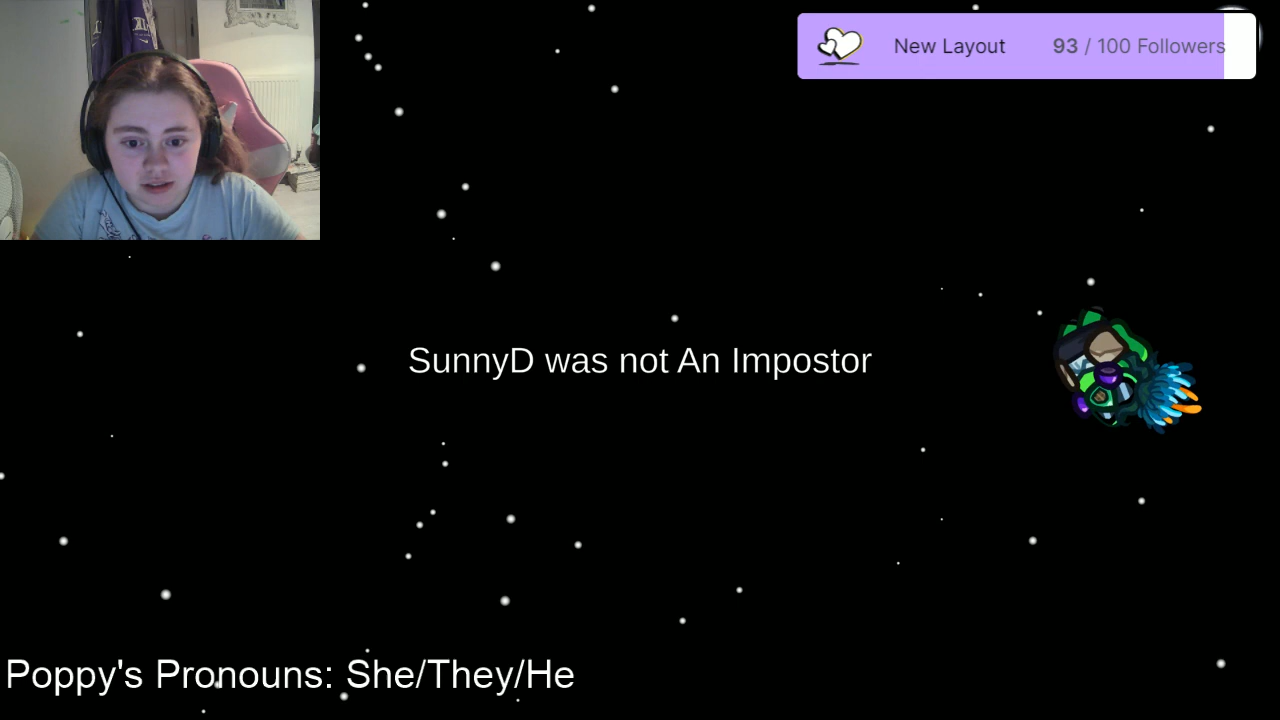 New Layout 93 / 100 Followers
SunnyD was not An Impostor
Poppy's Pronouns: She/They/He